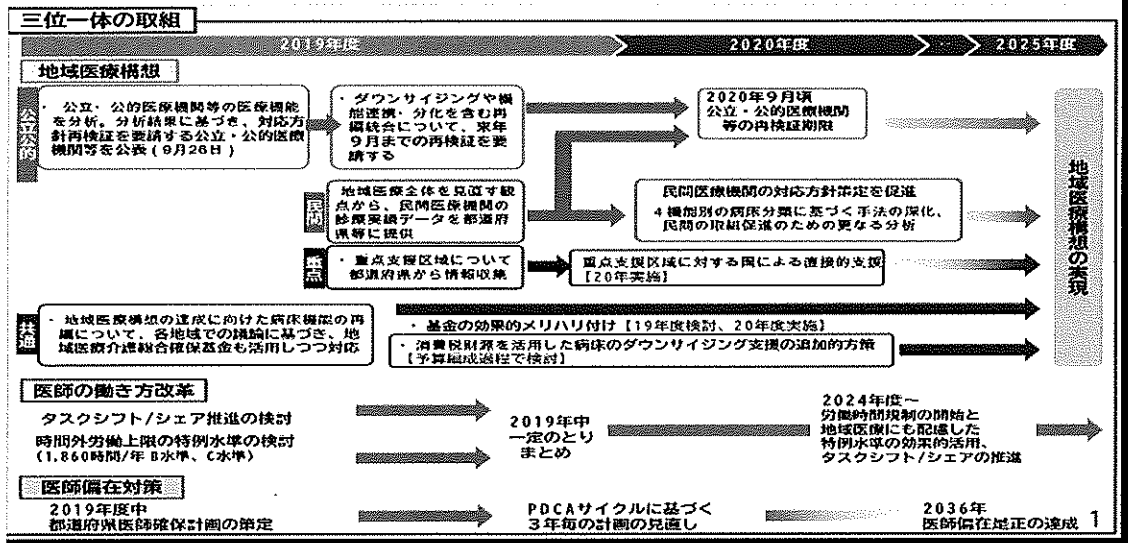 三位一体の取組
2019年度
2020年度
2025年度
地域医療構想
公立公的
・ 公立・公的医療機関等の医療機能
を分析。分析結果に基づき、対応方
針再検証を要請する公立・公的医療
機関等を公表(9月26日)
・ダウンサイジングや機
能連携・分化を含む再
編統合について、来年
9月までの再検証を要
請する
2020年9月頃
公立・公的医療機関
等の再検証期限
民間
地域医療全体を見直す観
点から、民間医療機関の
診療実績データを都道府
県等に提供
民間医療機関の対応方針策定を促進
4機能別の病床分類に基づく手法の深化、
民間の取組促進のための更なる分析
重点
・ 重点支援区域について
都道府県から情報収集
重点支援区域に対する国による直接的支援
【20年実施】
共通
・ 地域医療構想の達成に向けた病床機能の再
編について、各地域での議論に基づき、地
域医療介護総合確保基金も活用しつつ対応
・ 基金の効果的メリハリ付け【19年度検討、20年度実施】
・ 消費税財源を活用した病床のダウンサイジング支援の追加的方策
【予算編成過程で検討】
地域医療構想の実現
医師の働き方改革
タスクシフト/シェア推進の検討
時間外労働上限の特例水準の検討
(1,860時間/年 B水準、C水準)
2019年中
一定のとり
まとめ
2024年度~
労働時間規制の開始と
地域医療にも配慮した
特例水準の効果的活用、
タスクシフト/シェアの推進
医師偏在対策
2019年度中
都道府県医師確保計画の策定
PDCAサイクルに基づく
3年毎の計画の見直し
2036年
医師偏在是正の達成
1